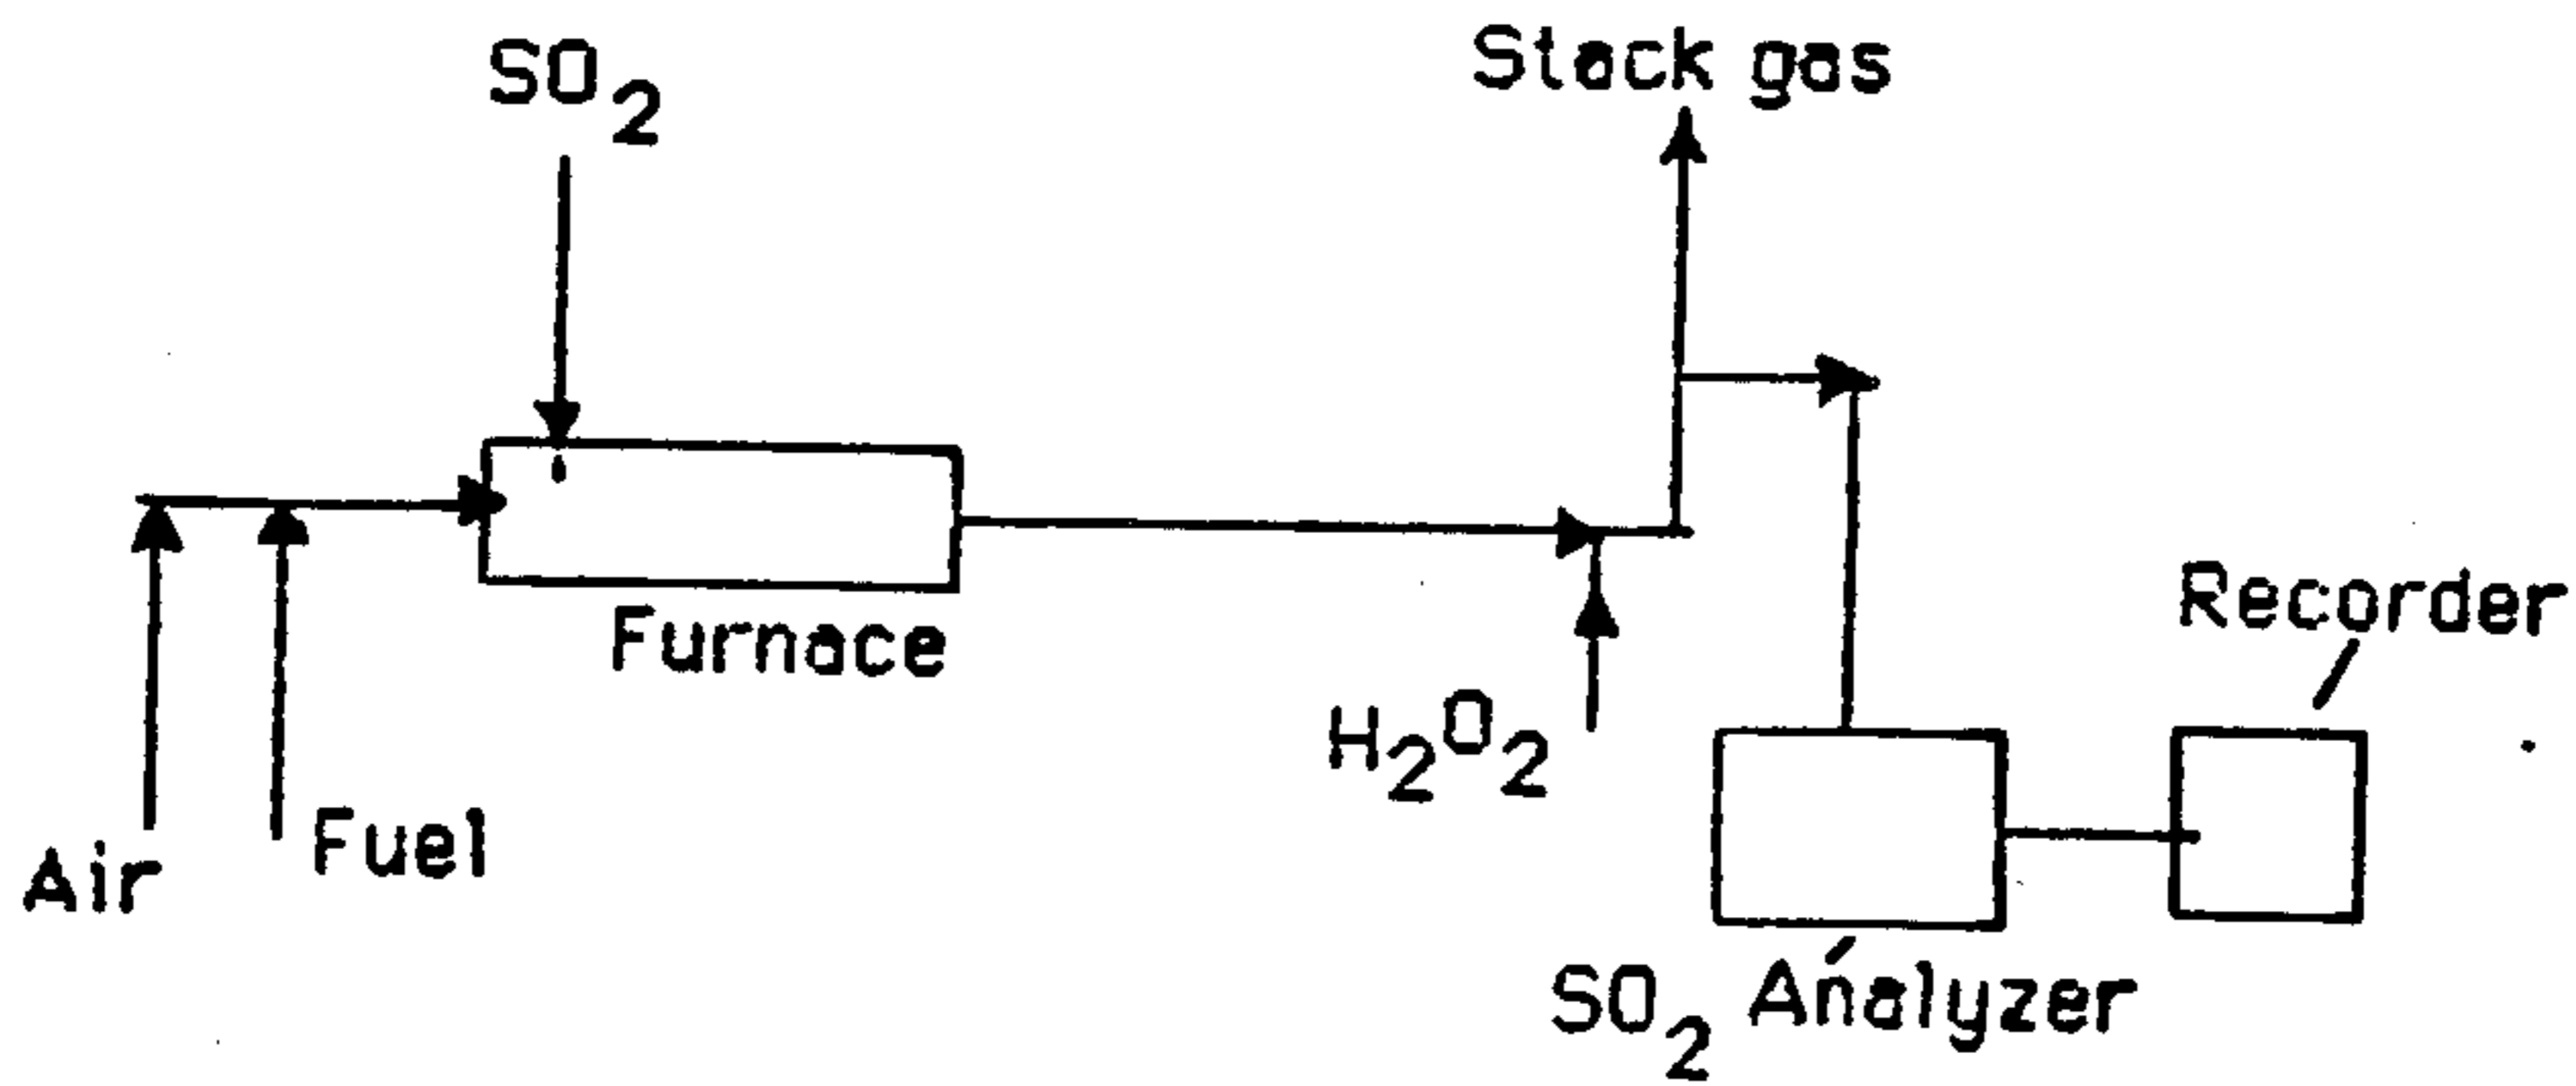 SO2
Stack gas
Furnace
Recorder
H2O2
Air
Fuel
SO2 Analyzer